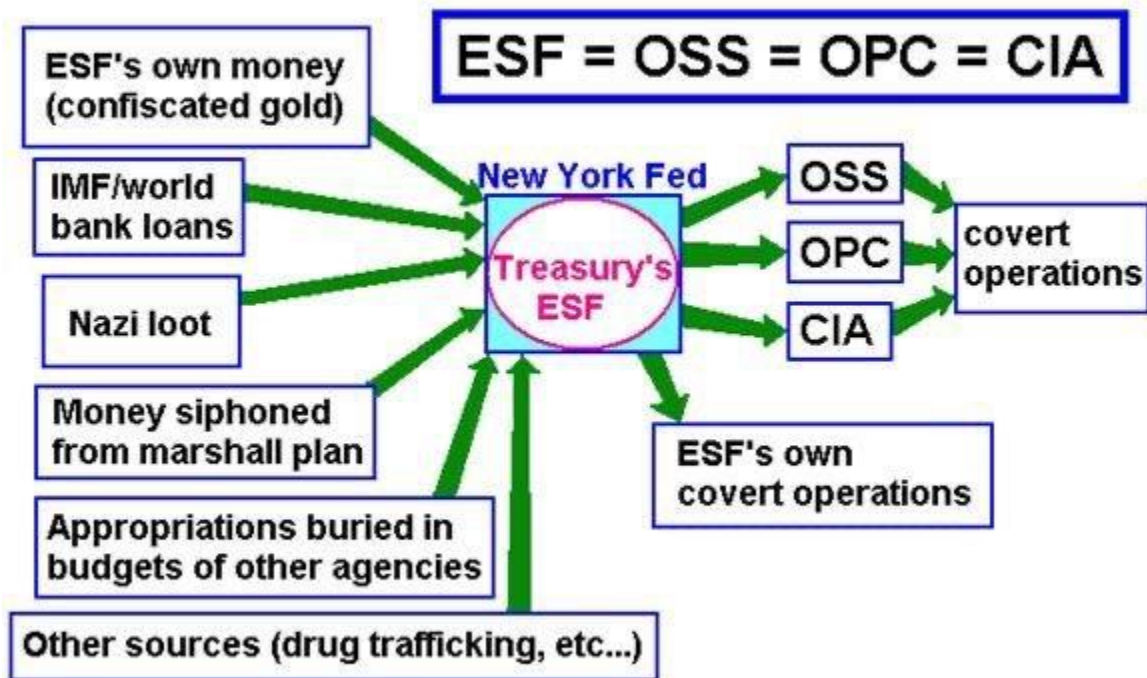 ESF = OSS = OPC = CIA
ESF's own money
(confiscated gold)
IMF/world
bank loans
Nazi loot
Money siphoned
from marshall plan
Appropriations buried in
budgets of other agencies
Other sources (drug trafficking, etc...)
New York Fed
Treasury's
ESF
OSS
OPC
CIA
covert
operations
ESF's own
covert operations